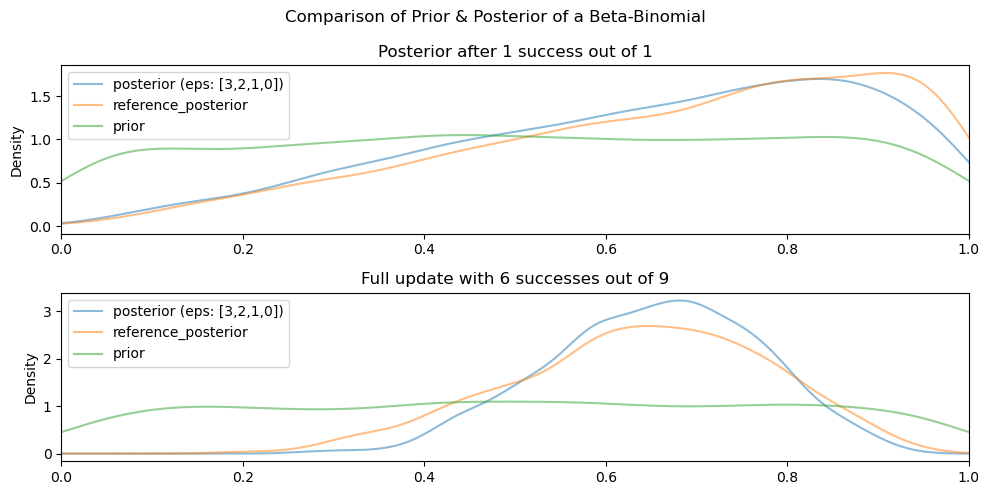 Comparison of Prior & Posterior of a Beta-Binomial
Posterior after 1 success out of 1
posterior (eps: [3,2,1,0])
reference_posterior
prior
Density
1.5
1.0
0.5
0.0
0.0 0.2 0.4 0.6 0.8 1.0
Full update with 6 successes out of 9
posterior (eps: [3,2,1,0])
reference_posterior
prior
Density
3
2
1
0
0.0 0.2 0.4 0.6 0.8 1.0